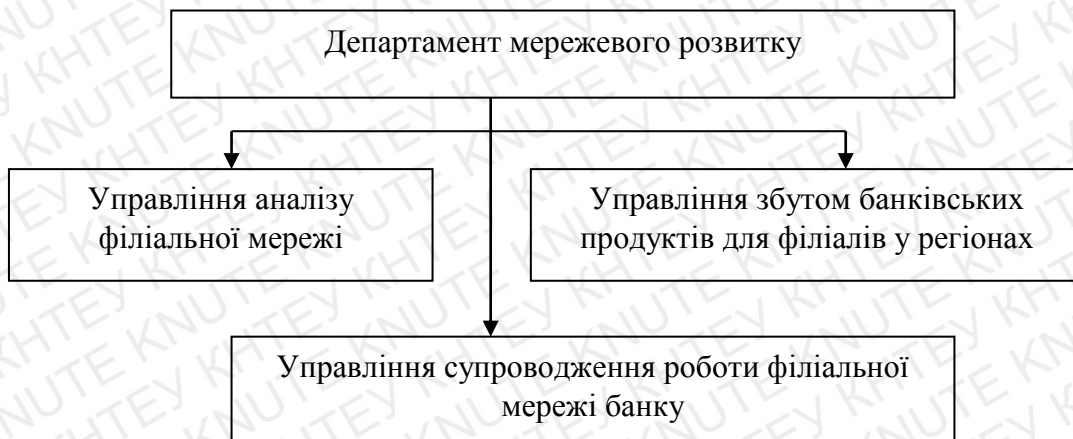 Департамент мережевого розвитку
Управління аналізу
філіальної мережі
Управління збутом банківських
продуктів для філіалів у регіонах
Управління супроводження роботи філіальної
мережі банку